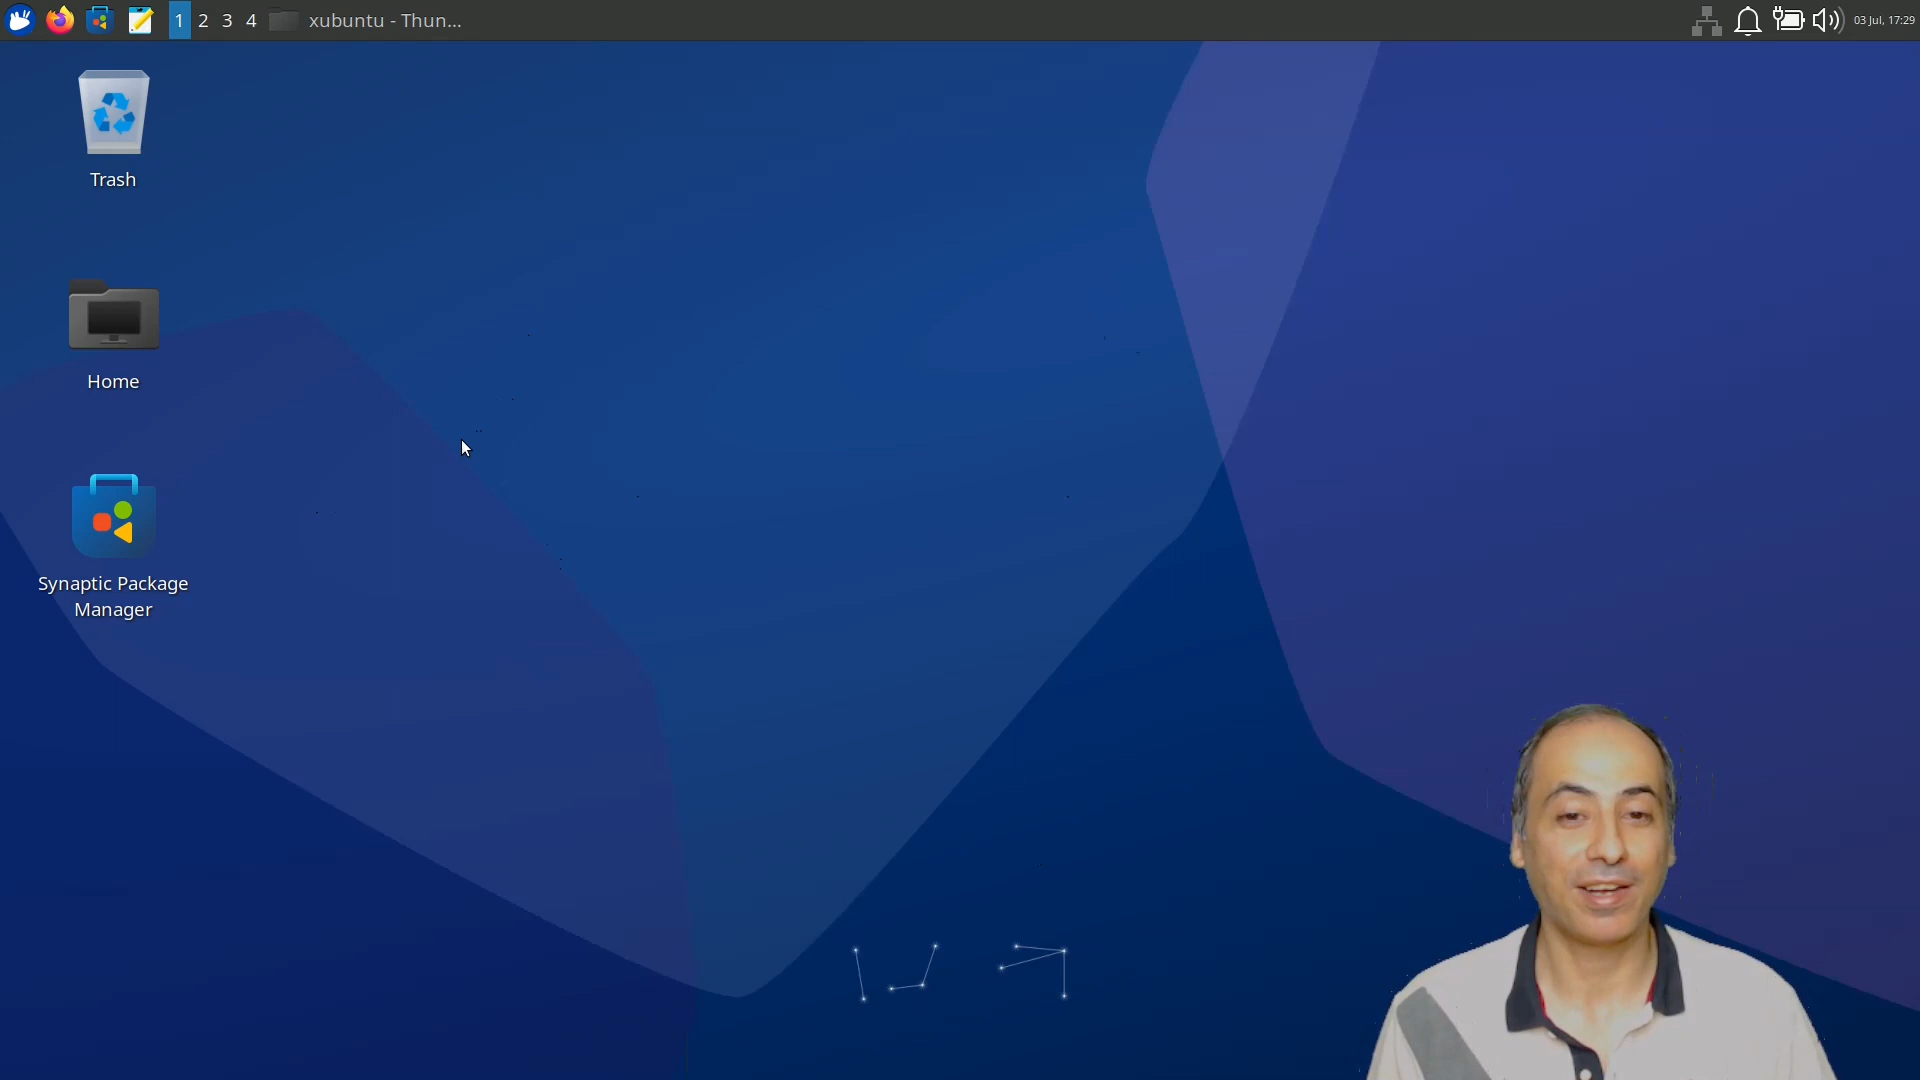 1 2 3 4 xubuntu - Thun... 03 Jul, 17:29
Trash
Home
Synaptic Package
Manager